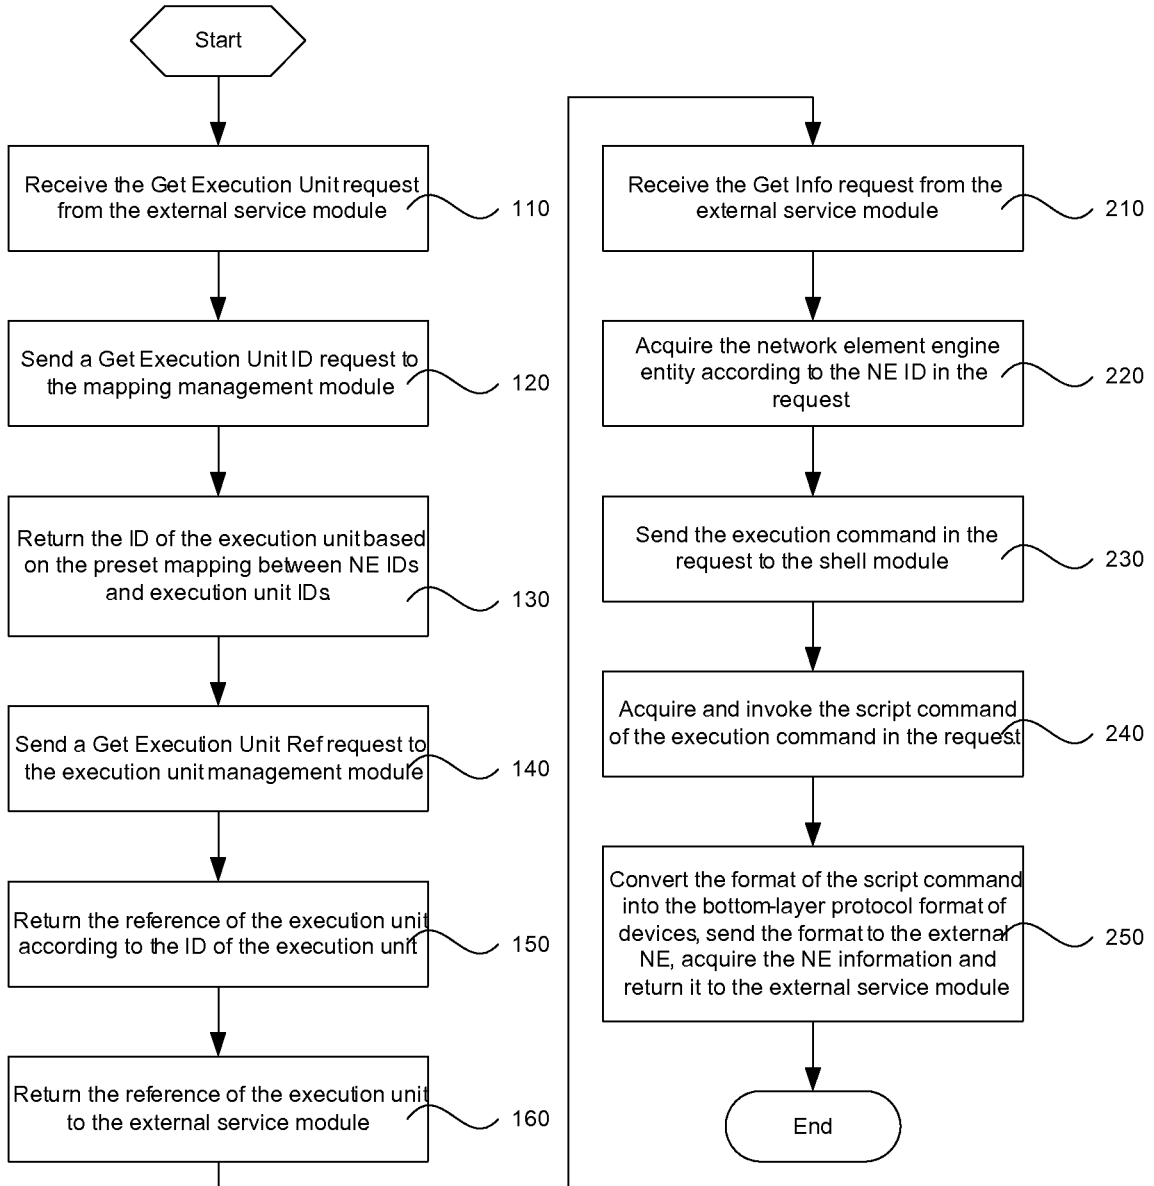 Start
Receive the Get Execution Unit request
from the external service module
110
Send a Get Execution Unit ID request to
the mapping management module
120
Return the ID of the execution unit based
on the preset mapping between NE IDs
and execution unit IDs.
130
Send a Get Execution Unit Ref request to
the execution unit management module
140
Return the reference of the execution unit
according to the ID of the execution unit
150
Return the reference of the execution unit
to the external service module
160
Receive the Get Info request from the
external service module
210
Acquire the network element engine
entity according to the NE ID in the
request
220
Send the execution command in the
request to the shell module
230
Acquire and invoke the script command
of the execution command in the request
240
Convert the format of the script command
into the bottom-layer protocol format of
devices, send the format to the external
NE, acquire the NE information and
return it to the external service module
250
End